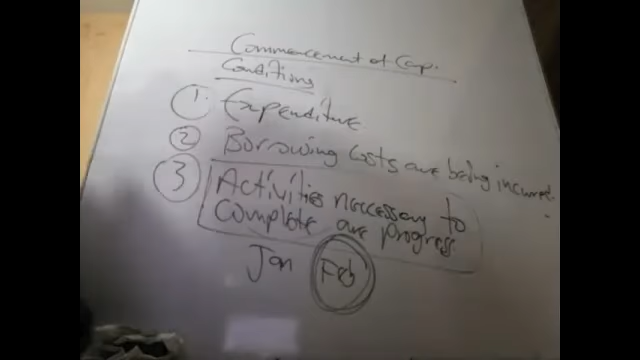 Commencement of Cap.
Conditions
1. Expenditure
2 Borrowing Costs are being incurred.
3 Activities necessary to
complete are progress
Jan Feb